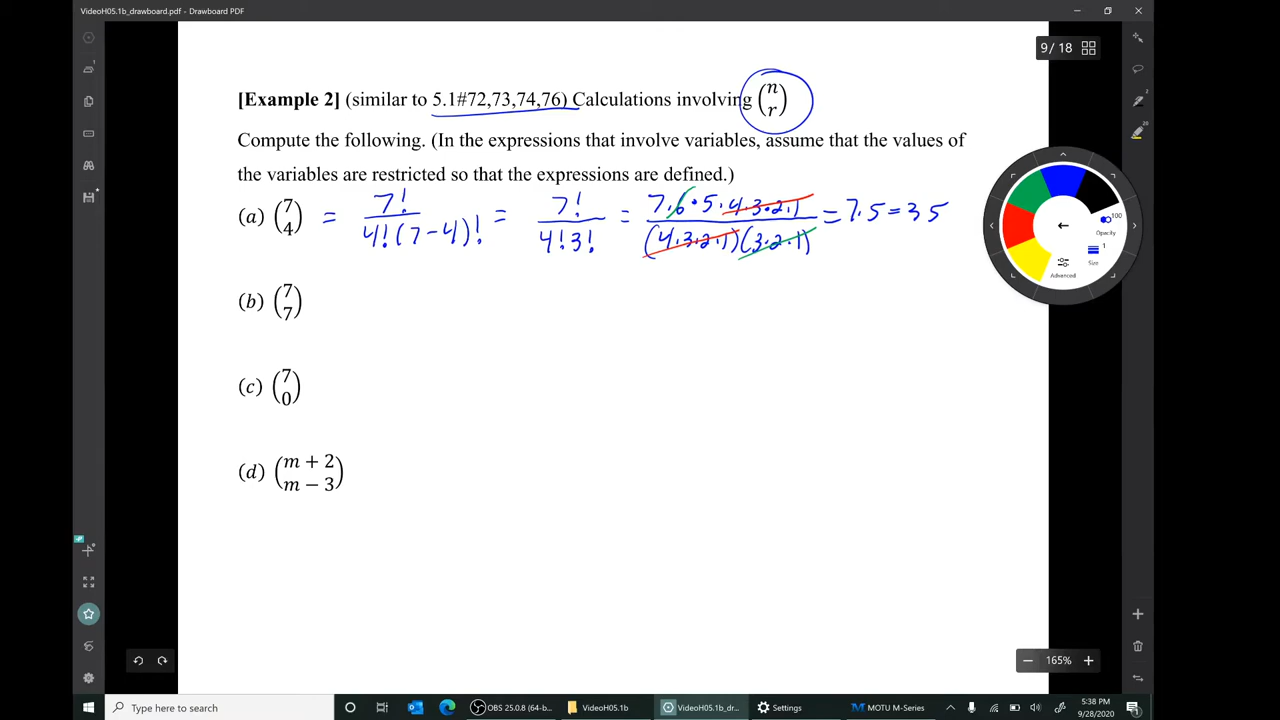 VideoH05.1b_drawboard.pdf - Drawboard PDF
9 / 18
[Example 2] (similar to 5.1#72,73,74,76) Calculations involving (n r)
Compute the following. (In the expressions that involve variables, assume that the values of
the variables are restricted so that the expressions are defined.)
(a) (7 4) = 7!/4!(7-4)! = 7!/4!3! = 7·6·5·4·3·2·1/(4·3·2·1)(3·2·1) = 7·5 = 35
(b) (7 7)
(c) (7 0)
(d) (m + 2 m − 3)
100
Opacity
1
Size
Advanced
165%
Type here to search
OBS 25.0.8 (64-b...
VideoH05.1b
VideoH05.1b_dr...
Settings
MOTU M-Series
5:38 PM
9/28/2020